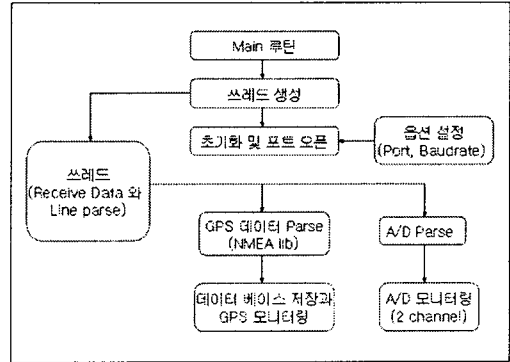 Main 루틴
쓰레드 생성
초기화 및 포트 오픈
옵션 설정
(Port, Baudrate)
쓰레드
(Receive Data 와
Line parse)
GPS 데이터 Parse
(NMEA lib)
A/D Parse
데이터 베이스 저장과
GPS 모니터링
A/D 모니터링
(2 channel)